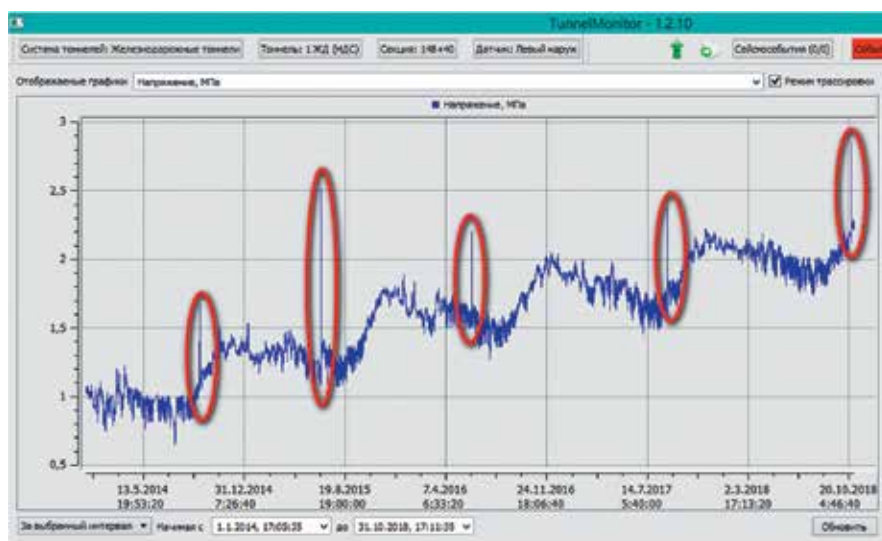 TunnelMonitor - 1.2.10
Система тоннелей: Железнодорожные тоннели Тоннель: 1 ЖД (МДС) Секция: 148+40 Датчик: Левый наруж Сейсмособытия (0/0)
Отображаемые графики Напряжение, МПа Режим трассировки
Напряжение, МПа
3
2,5
2
1,5
1
0,5
13.5.2014 31.12.2014 19.8.2015 7.4.2016 24.11.2016 14.7.2017 2.3.2018 20.10.2018
19:53:20 7:26:40 19:00:00 6:33:20 18:06:40 5:40:00 17:13:20 4:46:40
За выбранный интервал Начиная с 1.1.2014, 17:05:35 до 31.10.2018, 17:11:35 Обновить